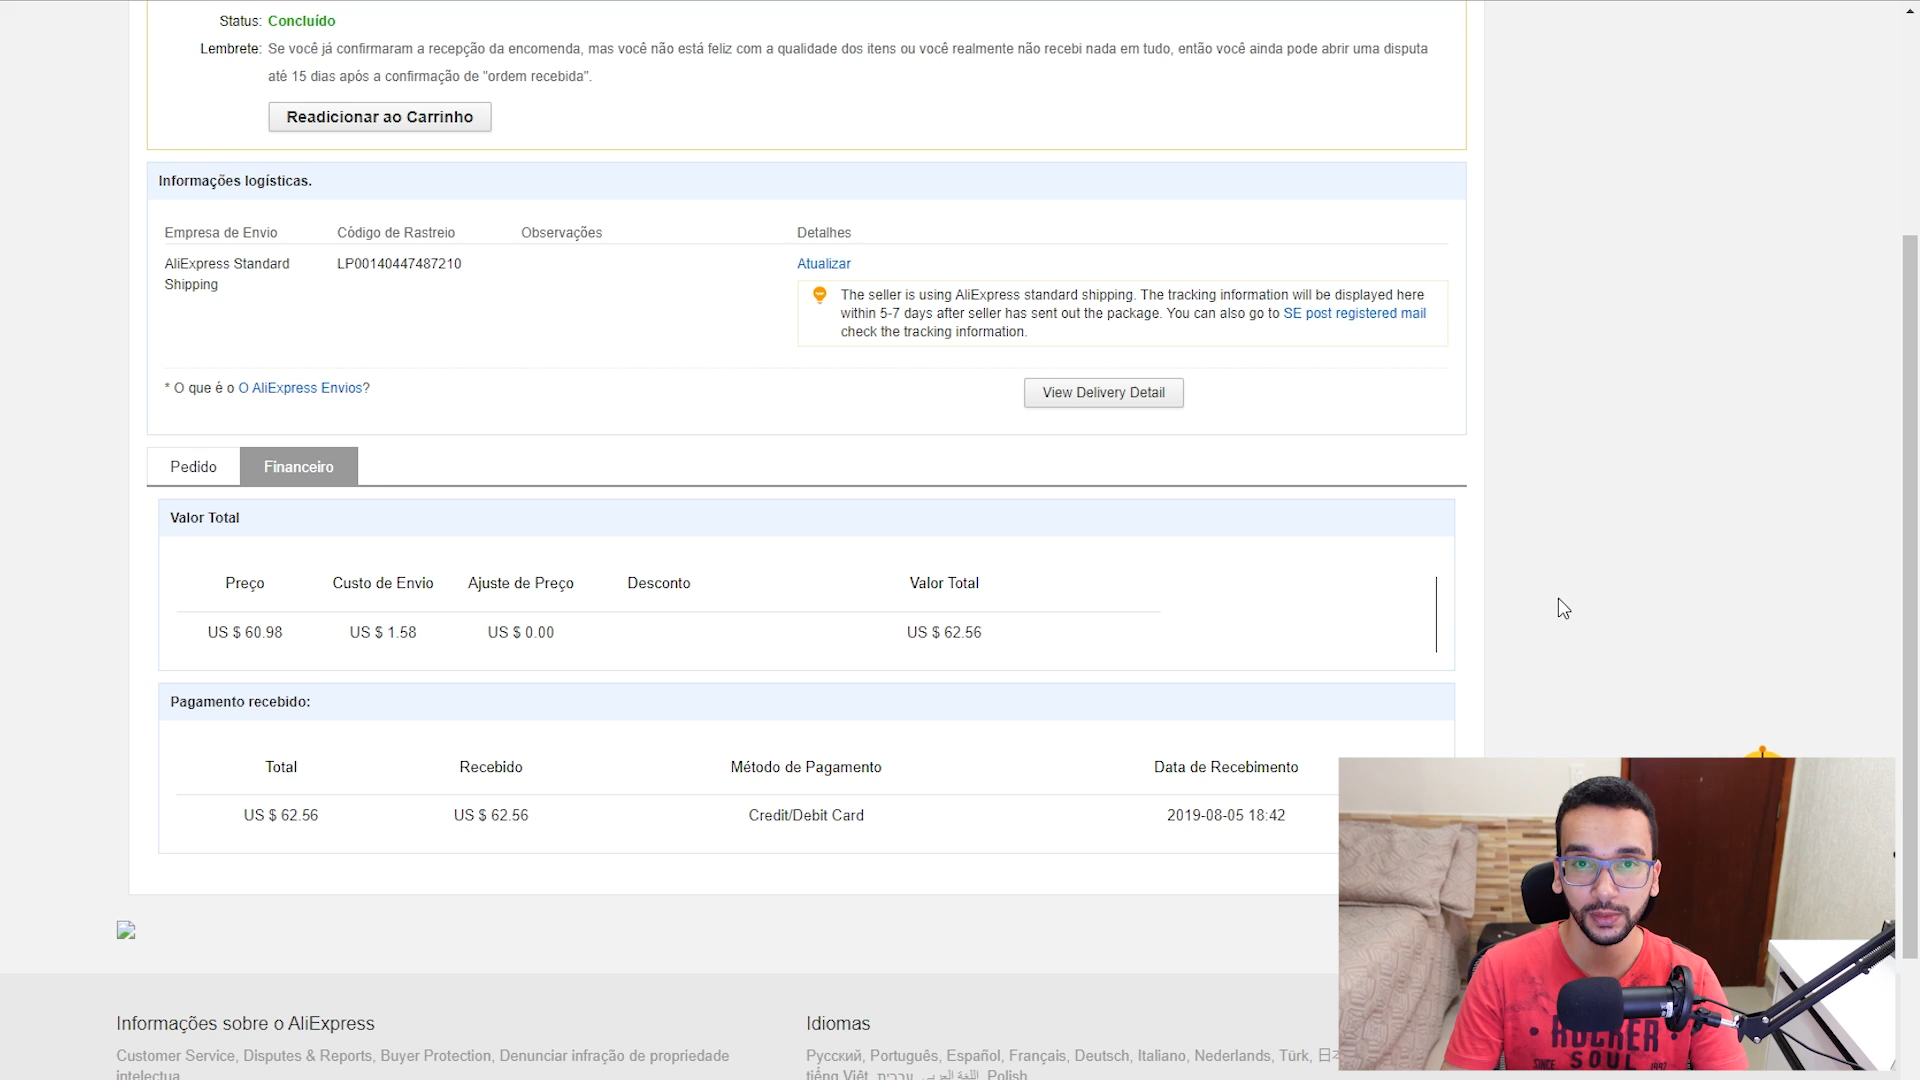 Status: Concluído
Lembrete: Se você já confirmaram a recepção da encomenda, mas você não está feliz com a qualidade dos itens ou você realmente não recebi nada em tudo, então você ainda pode abrir uma disputa
até 15 dias após a confirmação de "ordem recebida".
Readicionar ao Carrinho
Informações logísticas.
Empresa de Envio Código de Rastreio Observações Detalhes
AliExpress Standard LP00140447487210 Atualizar
Shipping
The seller is using AliExpress standard shipping. The tracking information will be displayed here
within 5-7 days after seller has sent out the package. You can also go to SE post registered mail
check the tracking information.
* O que é o O AliExpress Envios?
View Delivery Detail
Pedido Financeiro
Valor Total
Preço Custo de Envio Ajuste de Preço Desconto Valor Total
US $ 60.98 US $ 1.58 US $ 0.00 US $ 62.56
Pagamento recebido:
Total Recebido Método de Pagamento Data de Recebimento
US $ 62.56 US $ 62.56 Credit/Debit Card 2019-08-05 18:42
Informações sobre o AliExpress
Customer Service, Disputes & Reports, Buyer Protection, Denunciar infração de propriedade
intelectua
Idiomas
Русский, Português, Español, Français, Deutsch, Italiano, Nederlands, Türk,
tiếng Việt, עברית, اللغة العربي, Polish
ROCKER
SINCE SOUL 1992